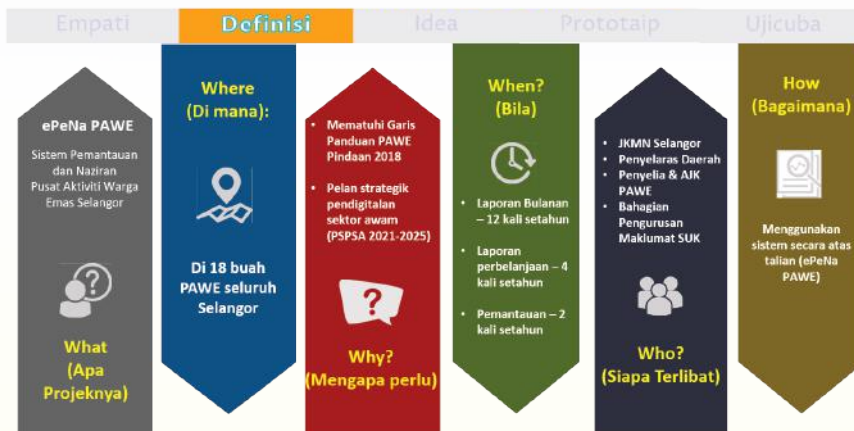 Empati
Definisi
Idea
Prototaip
Ujicuba
ePeNa PAWE
Sistem Pemantauan
dan Naziran
Pusat Aktiviti Warga
Emas Selangor
What
(Apa
Projeknya)
Where
(Di mana):
Di 18 buah
PAWE seluruh
Selangor
• Mematuhi Garis
Panduan PAWE
PIndaan 2018
• Pelan strategik
pendigitalan
sektor awam
(PSPSA 2021-2025)
Why?
(Mengapa perlu)
When?
(Bila)
• Laporan Bulanan
– 12 kali setahun
• Laporan
perbelanjaan – 4
kali setahun
• Pemantauan – 2
kali setahun
• JKMN Selangor
• Penyelaras Daerah
• Penyelia & AJK
PAWE
• Bahagian
Pengurusan
Maklumat SUK
Who?
(Siapa Terlibat)
How
(Bagaimana)
Menggunakan
sistem secara atas
talian (ePeNa
PAWE)